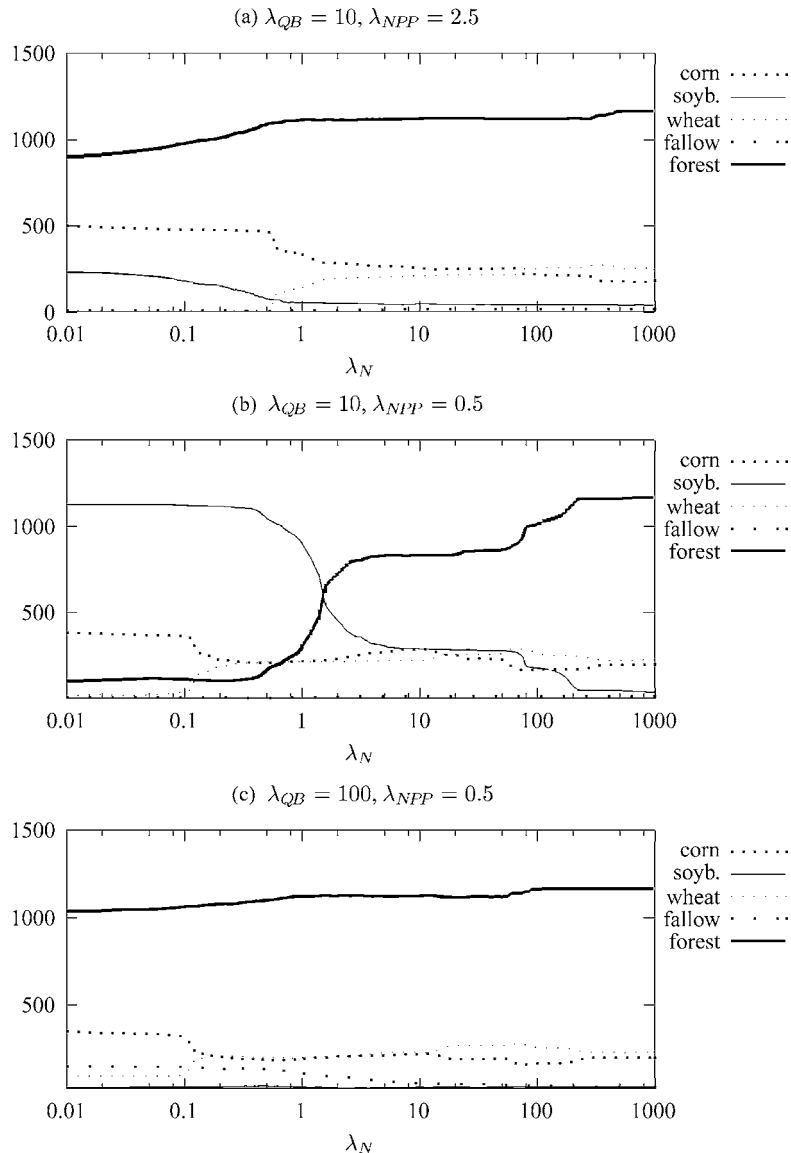 (a) λ_QB = 10, λ_NPP = 2.5
1500
1000
500
0
0.01 0.1 1 10 100 1000
λ_N
corn
soyb.
wheat
fallow
forest
(b) λ_QB = 10, λ_NPP = 0.5
1500
1000
500
0.01 0.1 1 10 100 1000
λ_N
corn
soyb.
wheat
fallow
forest
(c) λ_QB = 100, λ_NPP = 0.5
1500
1000
500
0.01 0.1 1 10 100 1000
λ_N
corn
soyb.
wheat
fallow
forest